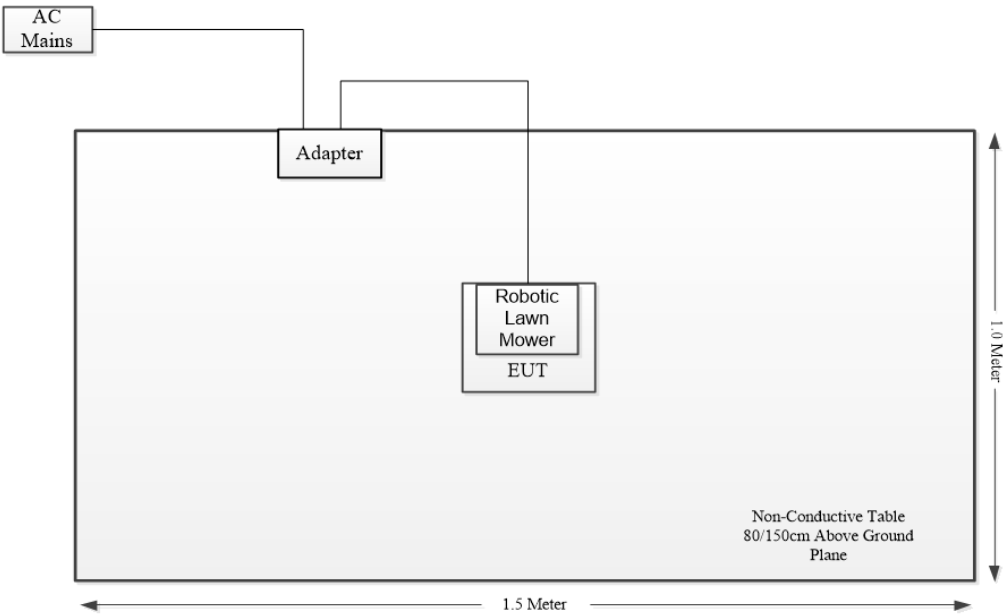 AC
Mains
Adapter
Robotic
Lawn
Mower
EUT
1.0 Meter
Non-Conductive Table
80/150cm Above Ground
Plane
1.5 Meter